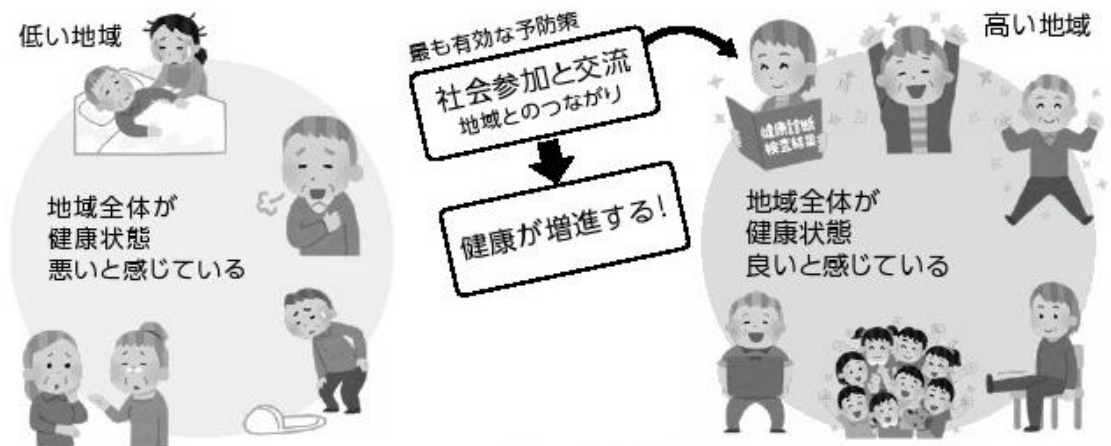 低い地域
地域全体が
健康状態
悪いと感じている
最も有効な予防策
社会参加と交流
地域とのつながり
健康が増進する!
高い地域
健康診断
検査結果
地域全体が
健康状態
良いと感じている